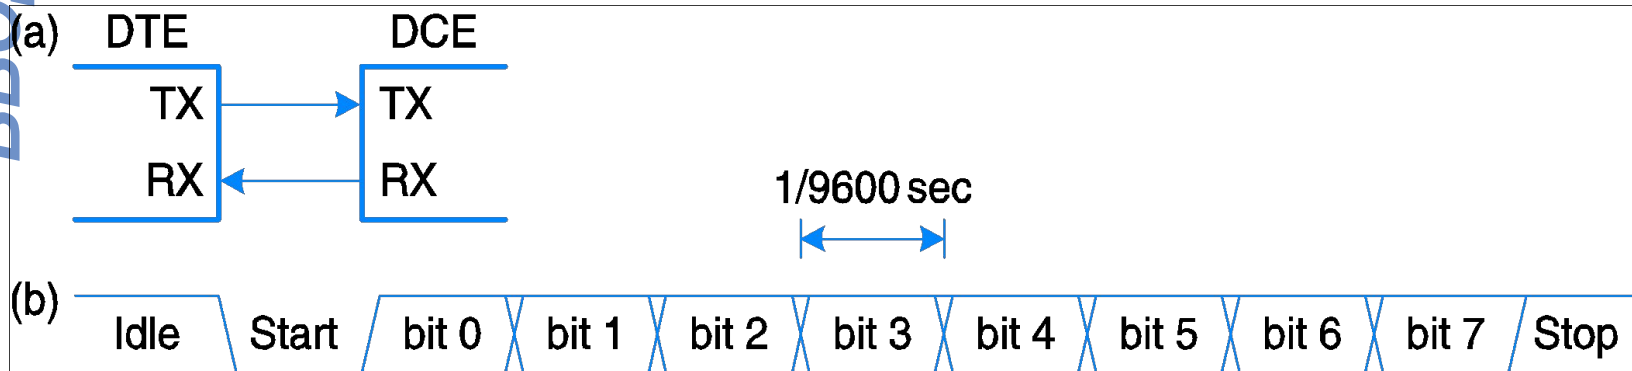 (a) DTE DCE
TX TX
RX RX
1/9600 sec
(b) Idle Start bit 0 bit 1 bit 2 bit 3 bit 4 bit 5 bit 6 bit 7 Stop